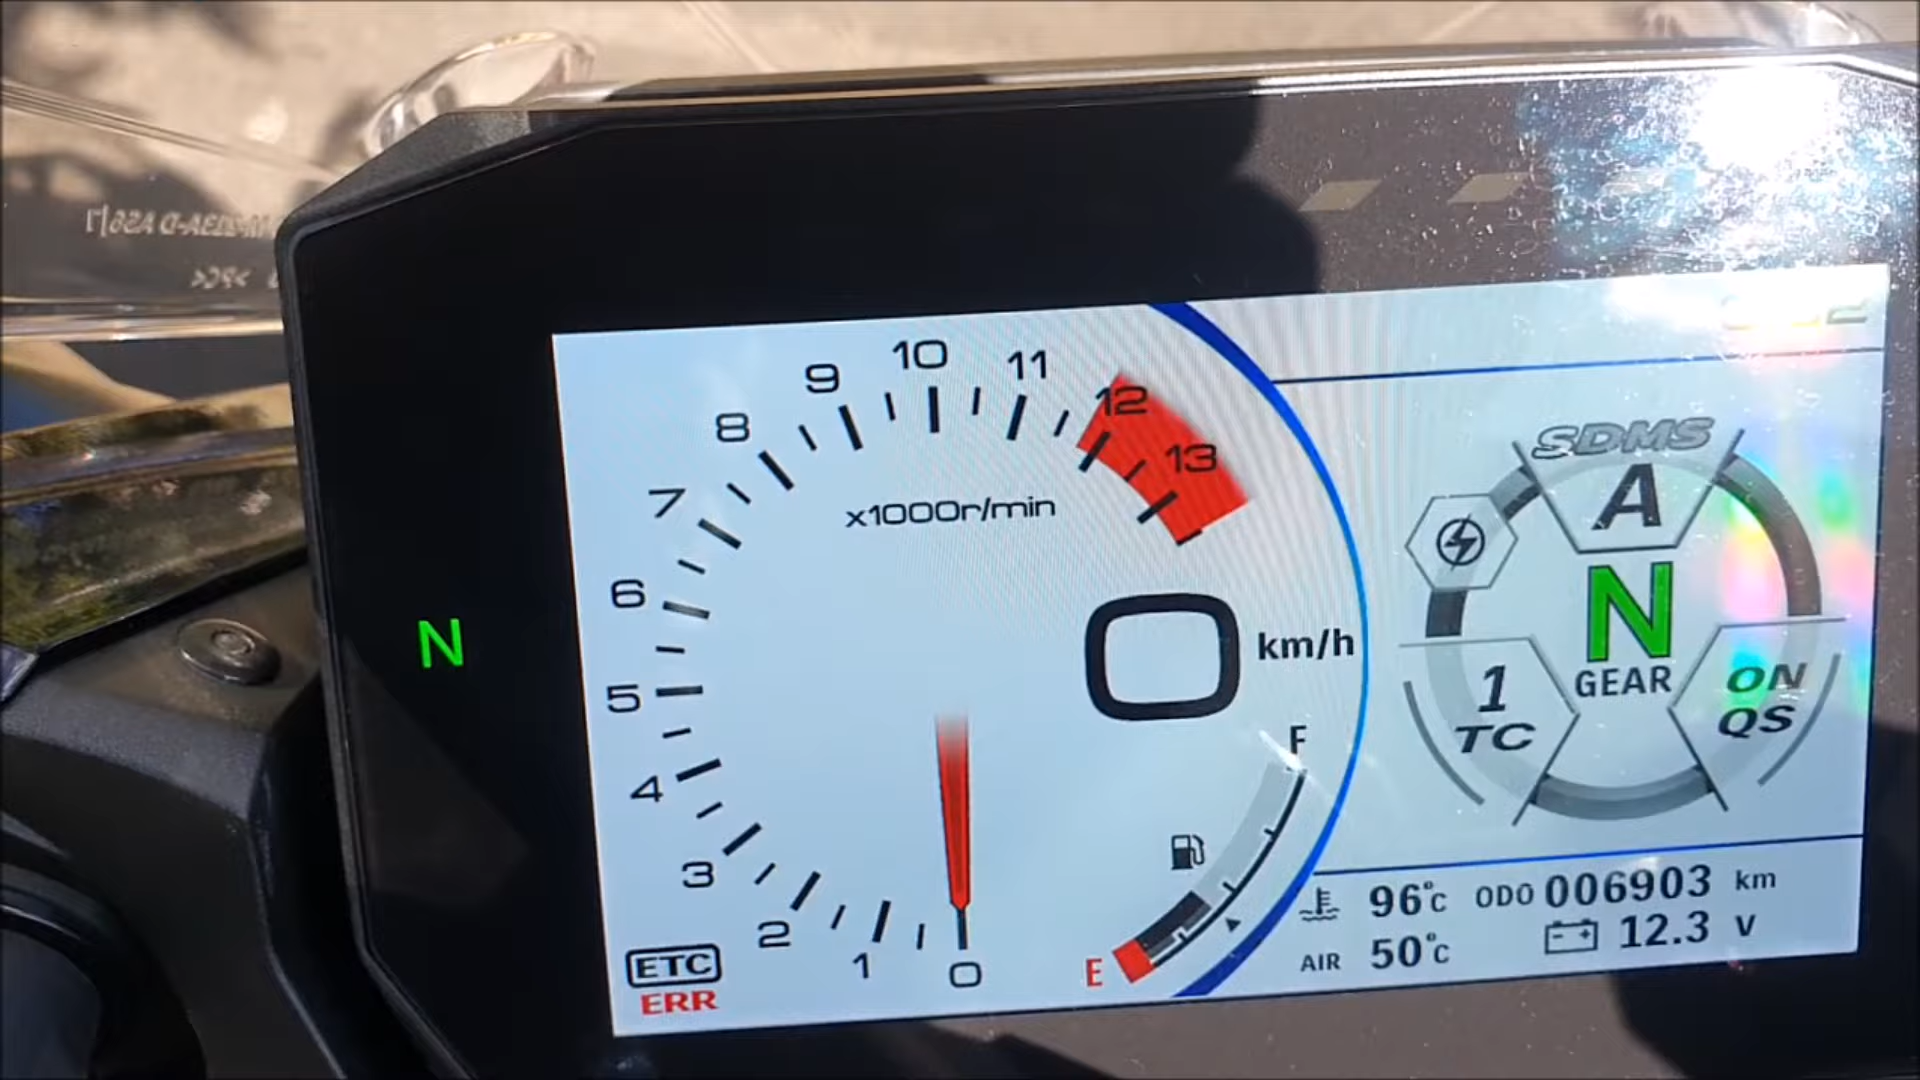 N
10
11
9
12
8
13
7
x1000r/min
6
5
4
3
2
1
0
0 km/h
F
E
ETC
ERR
SDMS
A
N
GEAR
1
TC
ON
QS
96°C ODO 006903 km
AIR 50°C 12.3 V